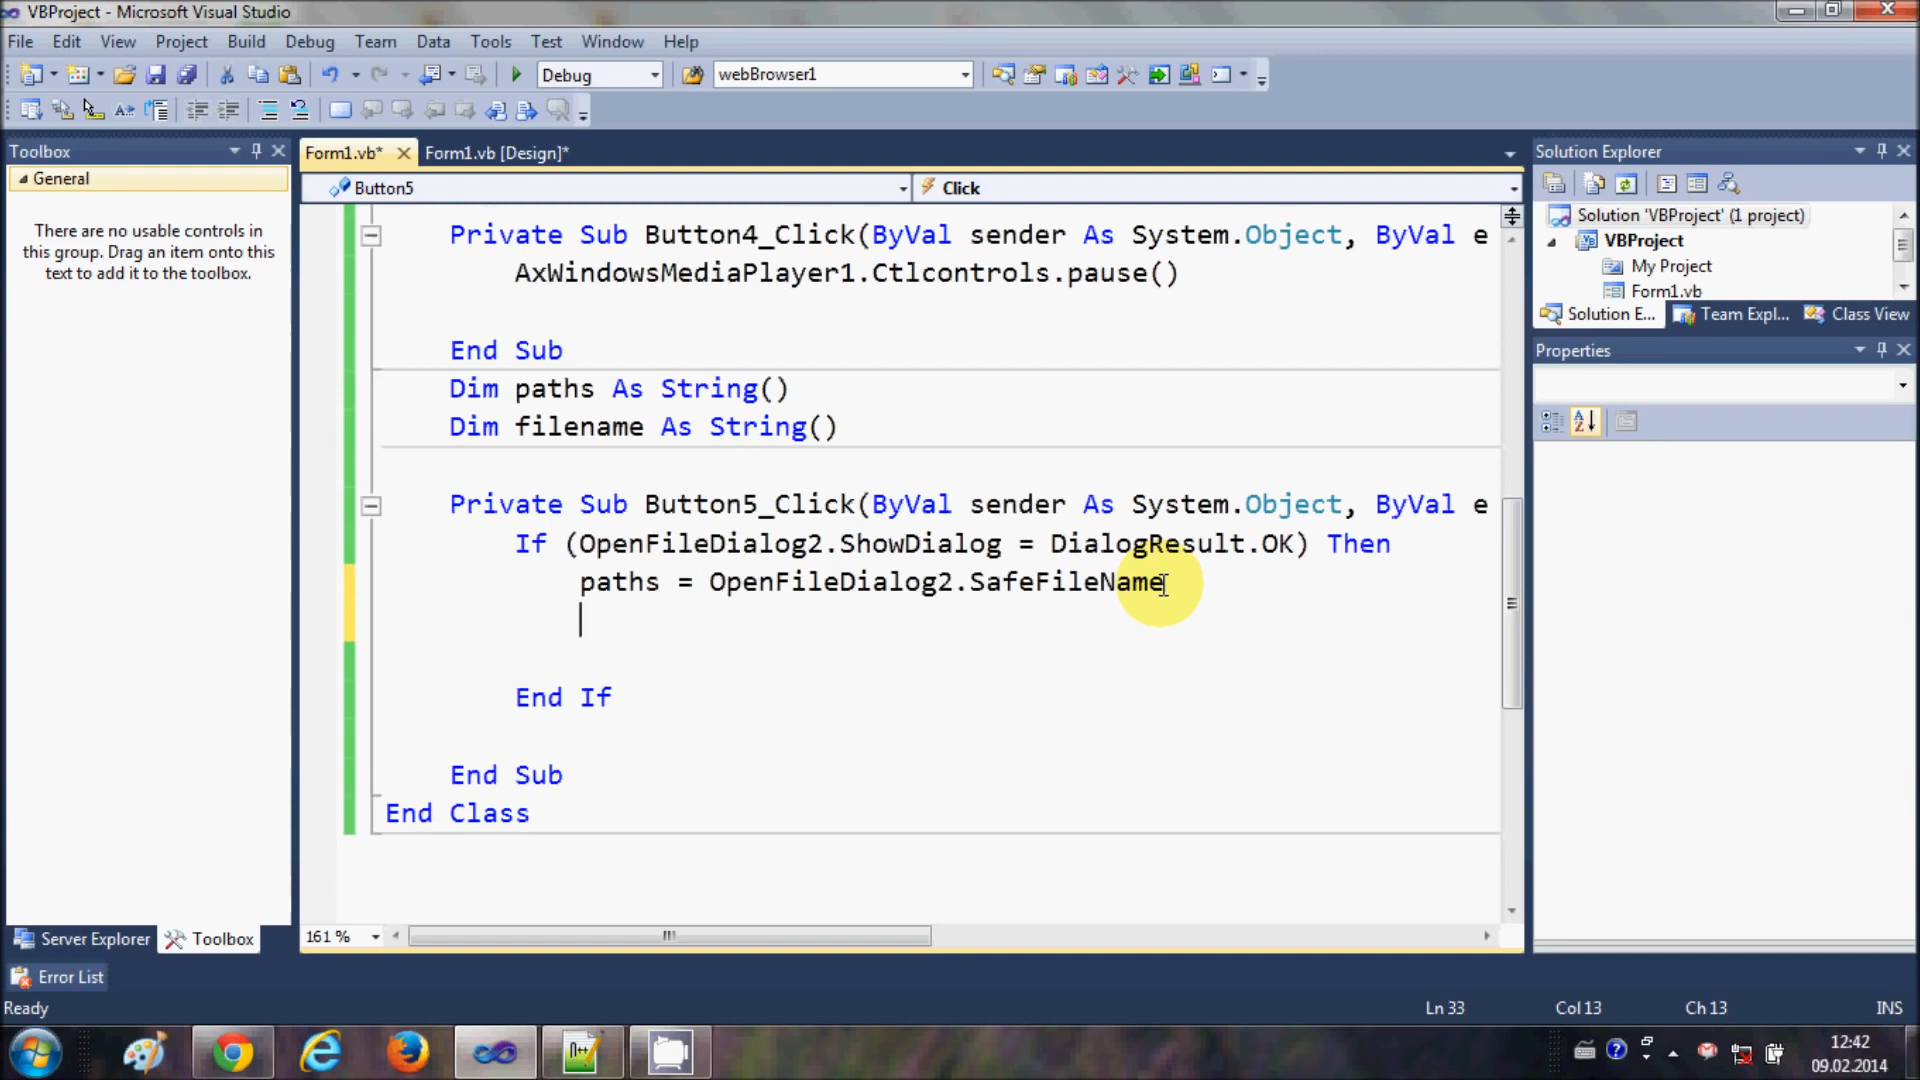 VBProject - Microsoft Visual Studio
File Edit View Project Build Debug Team Data Tools Test Window Help
Debug webBrowser1
Toolbox
General
There are no usable controls in
this group. Drag an item onto this
text to add it to the toolbox.
Server Explorer Toolbox
Form1.vb* Form1.vb [Design]*
Button5 Click
Private Sub Button4_Click(ByVal sender As System.Object, ByVal e
AxWindowsMediaPlayer1.Ctlcontrols.pause()
End Sub
Dim paths As String()
Dim filename As String()
Private Sub Button5_Click(ByVal sender As System.Object, ByVal e
If (OpenFileDialog2.ShowDialog = DialogResult.OK) Then
paths = OpenFileDialog2.SafeFileName
End If
End Sub
End Class
161 %
Solution Explorer
Solution 'VBProject' (1 project)
VBProject
My Project
Form1.vb
Solution E... Team Expl... Class View
Properties
Error List
Ready Ln 33 Col 13 Ch 13 INS
12:42
09.02.2014